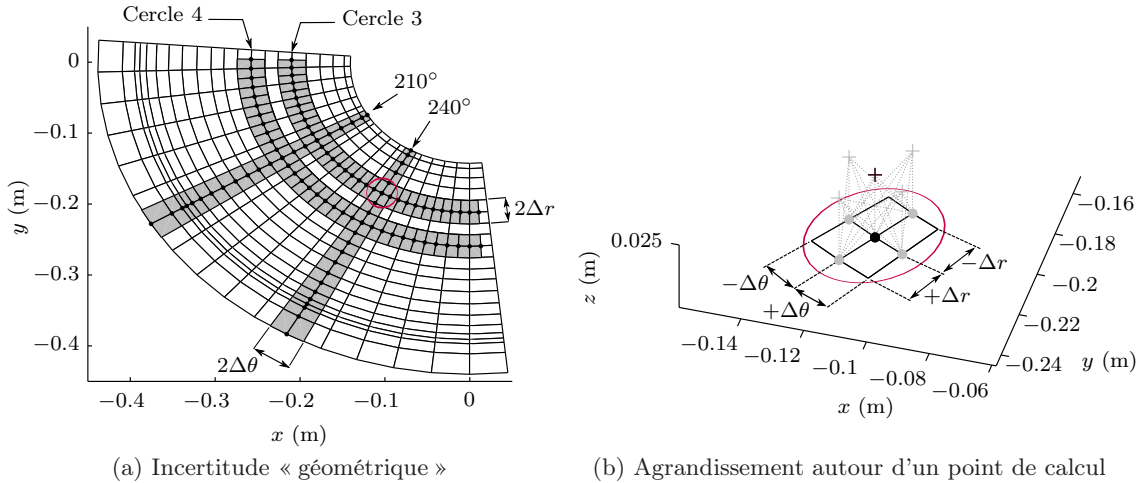 Cercle 4
Cercle 3
210°
240°
0
−0.1
−0.2
−0.3
−0.4
y (m)
2Δr
2Δθ
−0.4
−0.3
−0.2
−0.1
0
x (m)
(a) Incertitude « géométrique »
0.025
z (m)
−Δθ
+Δθ
−Δr
+Δr
−0.14
−0.12
−0.1
−0.08
−0.06
x (m)
−0.16
−0.18
−0.2
−0.22
−0.24
y (m)
(b) Agrandissement autour d'un point de calcul